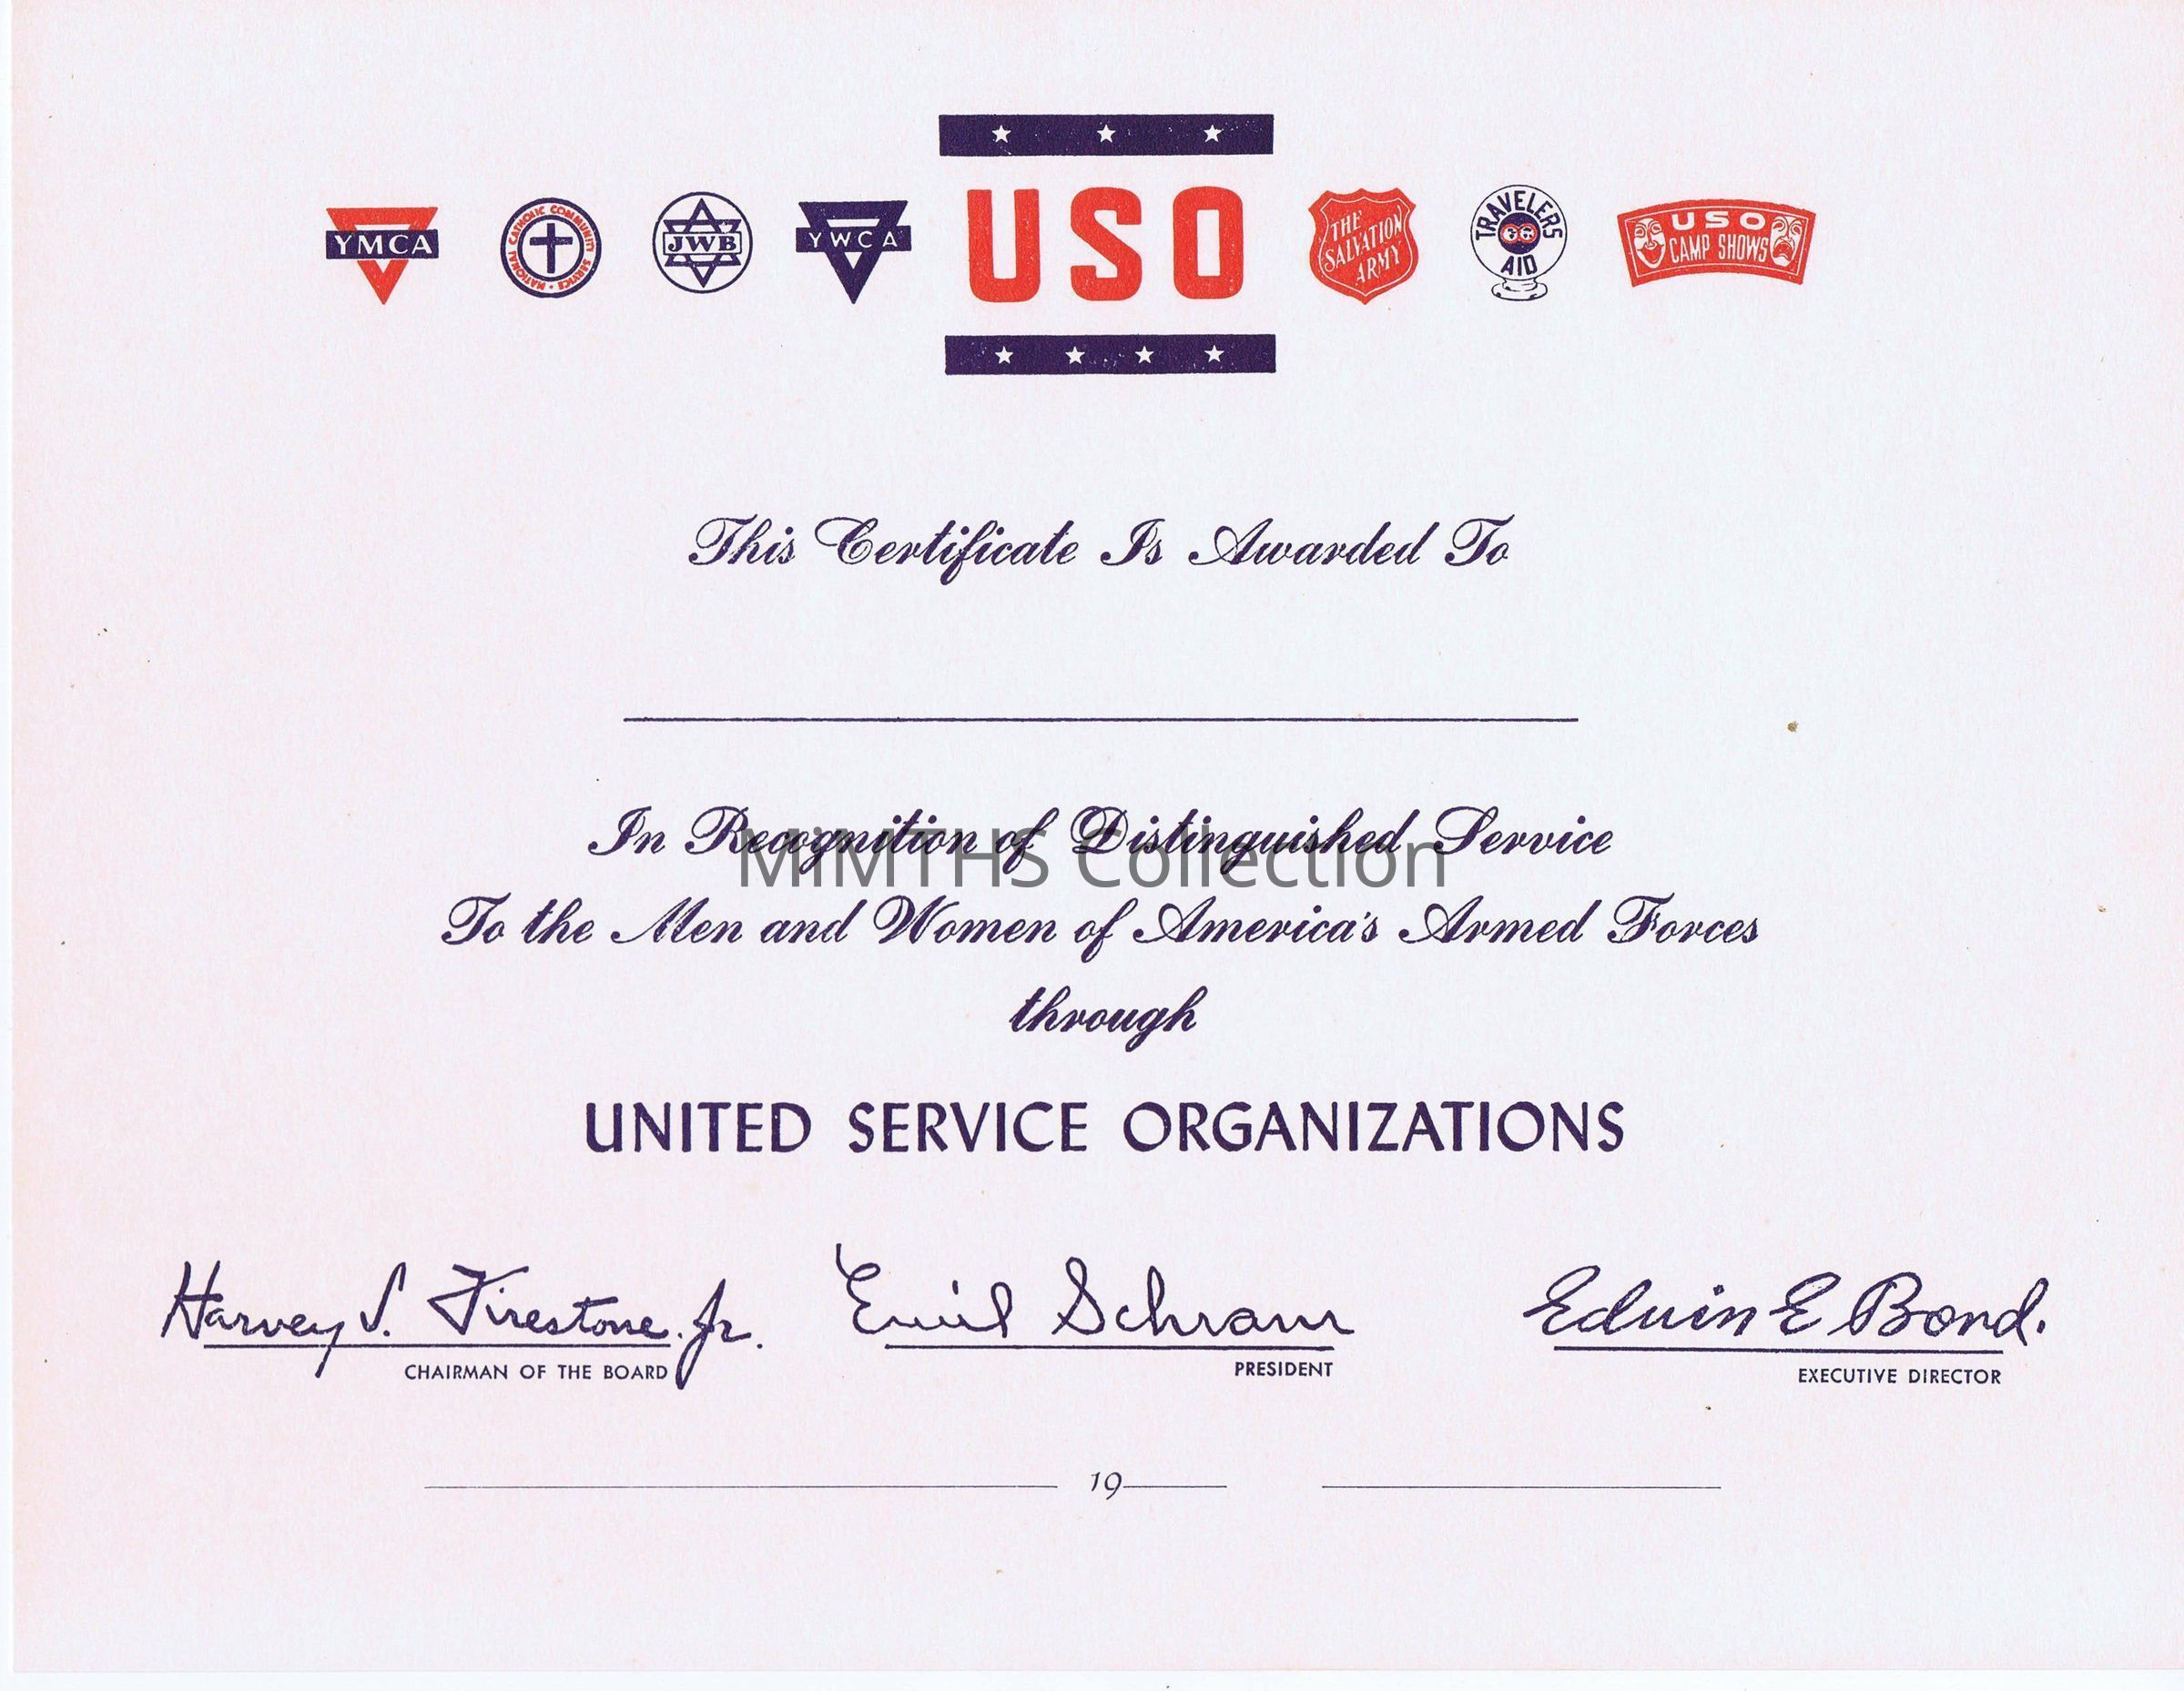 USO
YMCA
NATIONAL CATHOLIC COMMUNITY SERVICE
JWB
YWCA
THE SALVATION ARMY
TRAVELERS AID
USO CAMP SHOWS
This Certificate Is Awarded To
In Recognition of Distinguished Service
MiMTHS Collection
To the Men and Women of America's Armed Forces
through
UNITED SERVICE ORGANIZATIONS
Harvey S. Firestone. Jr.
Emil Schram
Edwin E Bond.
CHAIRMAN OF THE BOARD
PRESIDENT
EXECUTIVE DIRECTOR
19